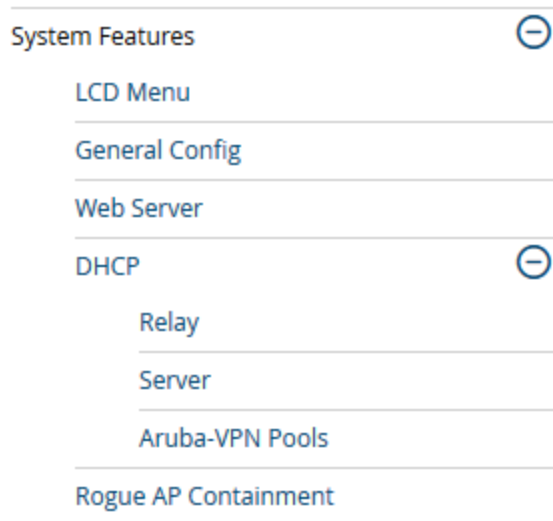 System Features
LCD Menu
General Config
Web Server
DHCP
Relay
Server
Aruba-VPN Pools
Rogue AP Containment